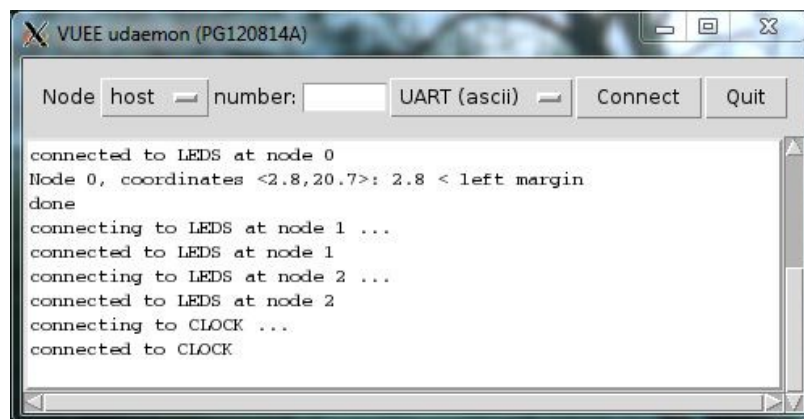 VUEE udaemon (PG120814A)
Node host number: UART (ascii) Connect Quit
connected to LEDS at node 0
Node 0, coordinates <2.8,20.7>: 2.8 < left margin
done
connecting to LEDS at node 1 ...
connected to LEDS at node 1
connecting to LEDS at node 2 ...
connected to LEDS at node 2
connecting to CLOCK ...
connected to CLOCK